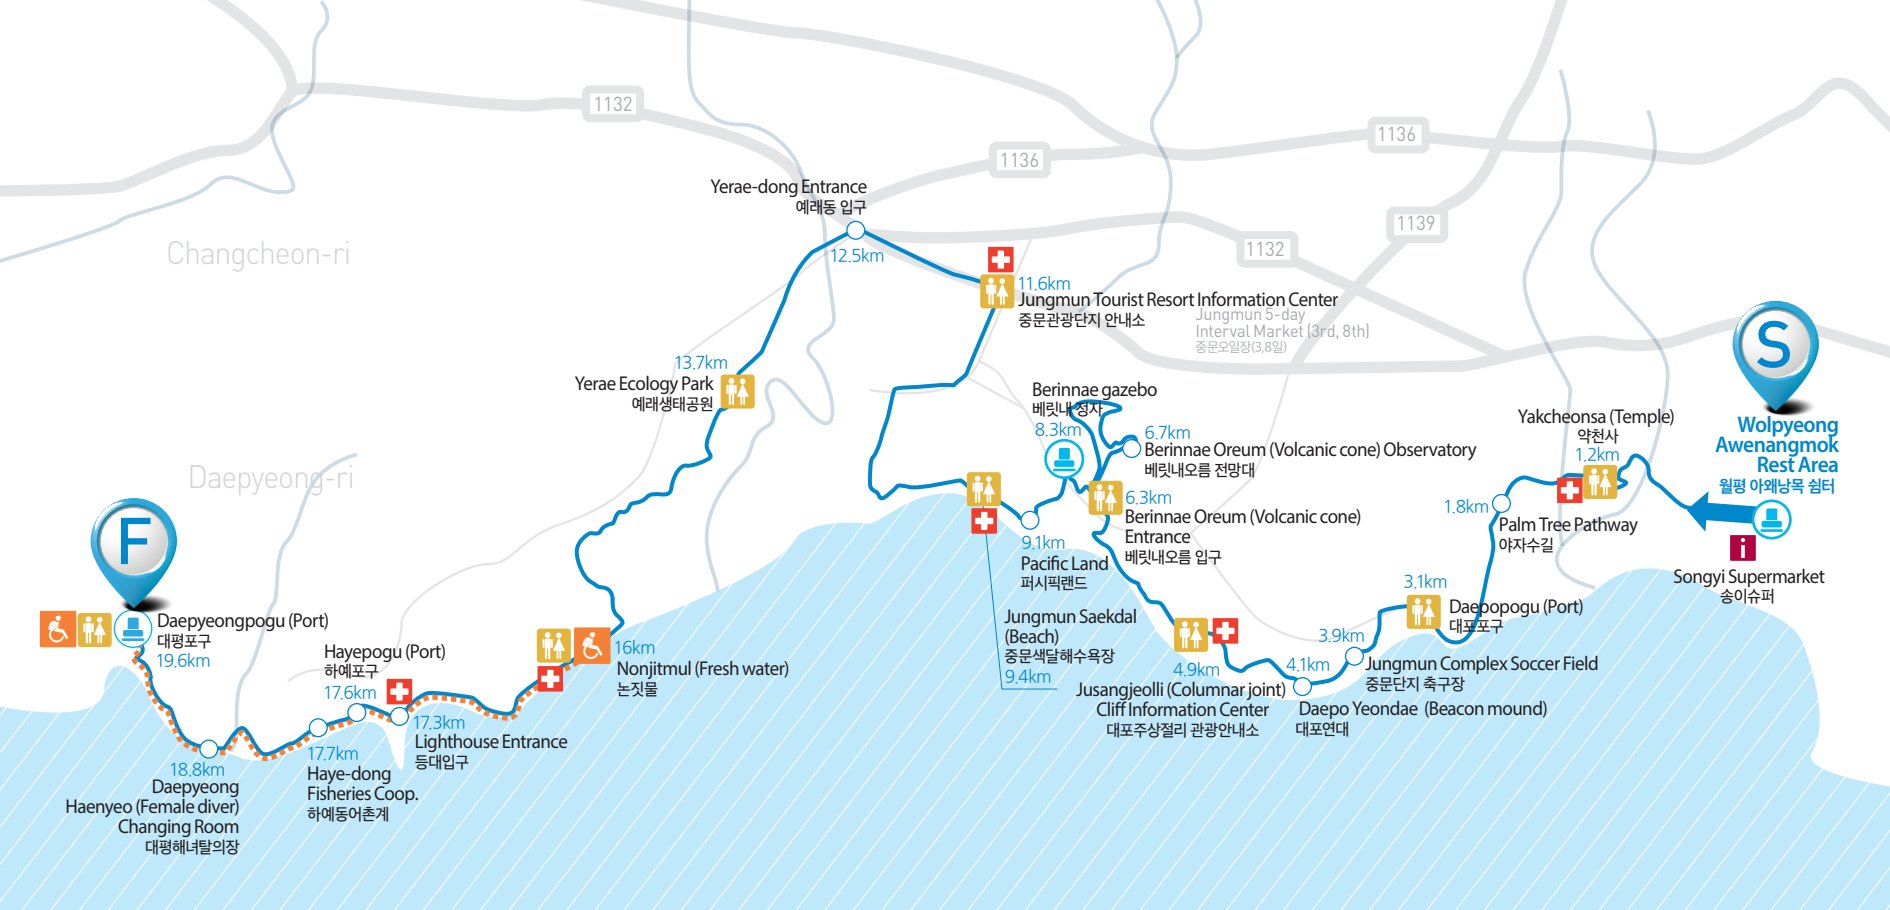 1132
1136
1136
1139
1132
Changcheon-ri
Daepyeong-ri
Yerae-dong Entrance
예래동 입구
12.5km
11.6km
Jungmun Tourist Resort Information Center
중문관광단지 안내소
Jungmun 5-day
Interval Market (3rd, 8th)
중문오일장(3,8일)
13.7km
Yerae Ecology Park
예래생태공원
Berinnae gazebo
베릿내 정자
8.3km
6.7km
Berinnae Oreum (Volcanic cone) Observatory
베릿내오름 전망대
6.3km
Berinnae Oreum (Volcanic cone)
Entrance
베릿내오름 입구
9.1km
Pacific Land
퍼시픽랜드
Jungmun Saekdal
(Beach)
중문색달해수욕장
9.4km
S
Wolpyeong
Awenangmok
Rest Area
월평 아왜낭목 쉼터
i
Songyi Supermarket
송이슈퍼
Yakcheonsa (Temple)
약천사
1.2km
1.8km
Palm Tree Pathway
야자수길
3.1km
Daepopogu (Port)
대포포구
3.9km
Jungmun Complex Soccer Field
중문단지 축구장
4.1km
Daepo Yeondae (Beacon mound)
대포연대
4.9km
Jusangjeolli (Columnar joint)
Cliff Information Center
대포주상절리 관광안내소
F
Daepyeongpogu (Port)
대평포구
19.6km
Hayepogu (Port)
하예포구
17.6km
16km
Nonjitmul (Fresh water)
논짓물
17.3km
Lighthouse Entrance
등대입구
17.7km
Haye-dong
Fisheries Coop.
하예동어촌계
18.8km
Daepyeong
Haenyeo (Female diver)
Changing Room
대평해녀탈의장